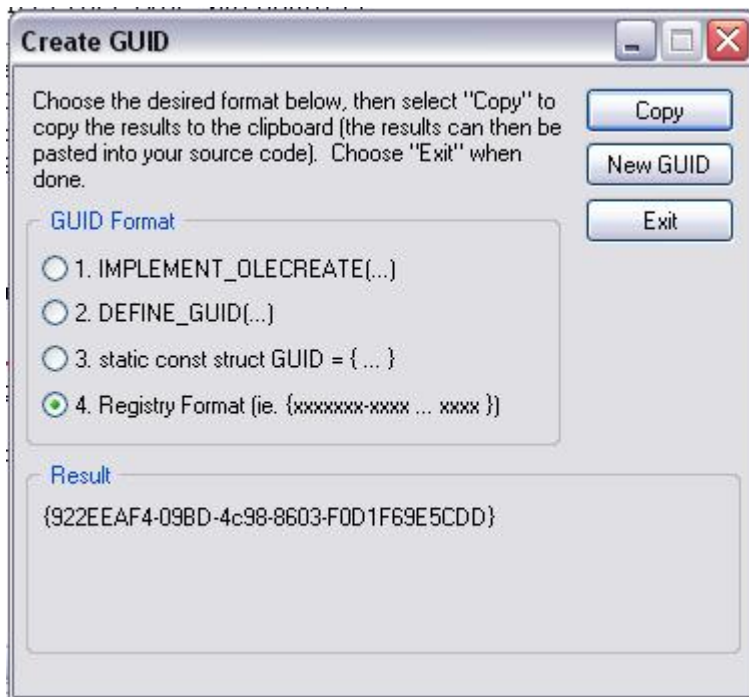 Create GUID
Choose the desired format below, then select "Copy" to
copy the results to the clipboard (the results can then be
pasted into your source code).  Choose "Exit" when
done.
Copy
New GUID
Exit
GUID Format
1. IMPLEMENT_OLECREATE(...)
2. DEFINE_GUID(...)
3. static const struct GUID = { ... }
4. Registry Format (ie. {xxxxxxx-xxxx ... xxxx })
Result
{922EEAF4-09BD-4c98-8603-F0D1F69E5CDD}